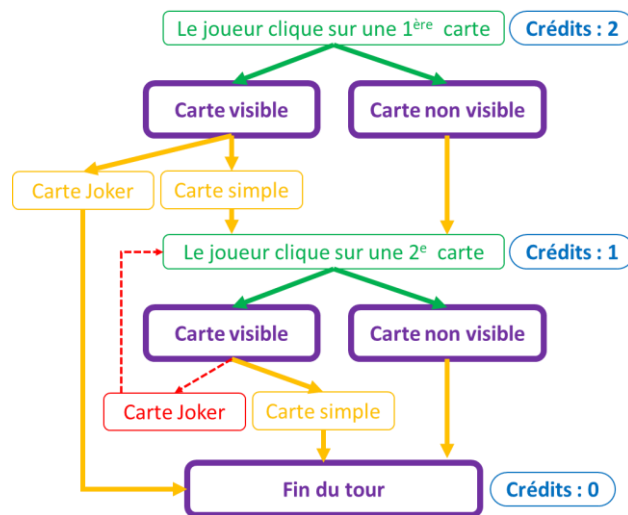 Le joueur clique sur une 1ère carte
Crédits : 2
Carte visible
Carte non visible
Carte Joker
Carte simple
Le joueur clique sur une 2e carte
Crédits : 1
Carte visible
Carte non visible
Carte Joker
Carte simple
Fin du tour
Crédits : 0